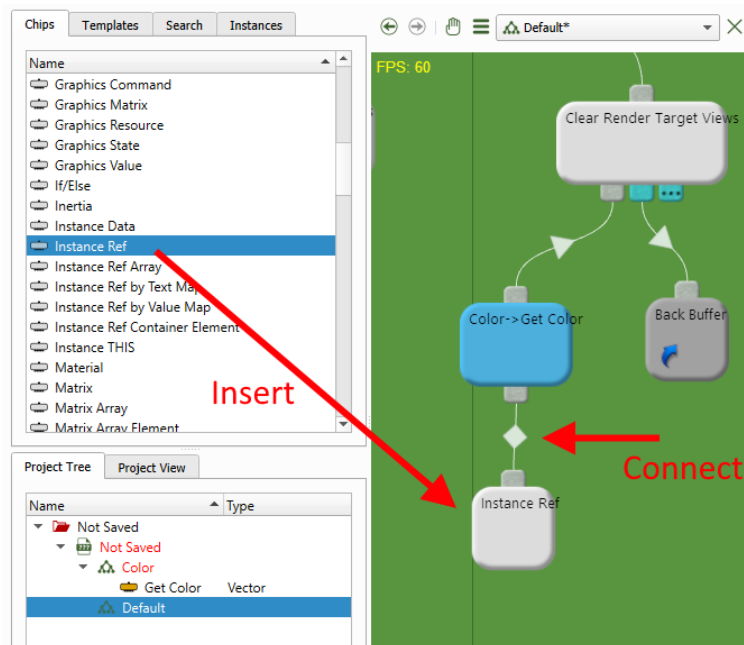 Chips
Templates
Search
Instances
Default*
Name
Graphics Command
Graphics Matrix
Graphics Resource
Graphics State
Graphics Value
If/Else
Inertia
Instance Data
Instance Ref
Instance Ref Array
Instance Ref by Text Map
Instance Ref by Value Map
Instance Ref Container Element
Instance THIS
Material
Matrix
Matrix Array
Matrix Array Element
Insert
Project Tree
Project View
Name
Type
Not Saved
Not Saved
Color
Get Color
Vector
Default
FPS: 60
Clear Render Target Views
Color->Get Color
Back Buffer
Connect
Instance Ref